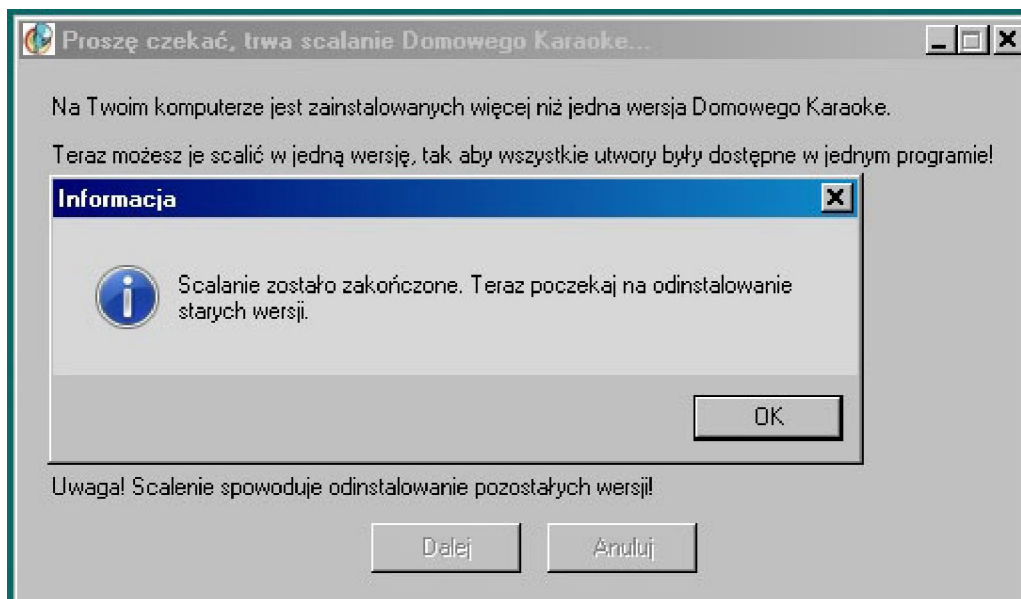 Proszę czekać, trwa scalanie Domowego Karaoke...
Na Twoim komputerze jest zainstalowanych więcej niż jedna wersja Domowego Karaoke.
Teraz możesz je scalić w jedną wersję, tak aby wszystkie utwory były dostępne w jednym programie!
Informacja
Scalanie zostało zakończone. Teraz poczekaj na odinstalowanie
starych wersji.
OK
Uwaga! Scalenie spowoduje odinstalowanie pozostałych wersji!
Dalej
Anuluj